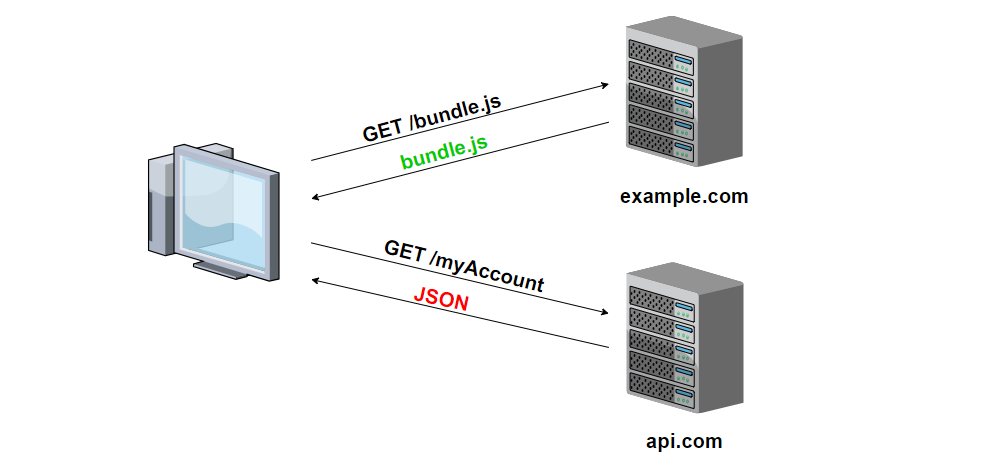 GET /bundle.js
bundle.js
example.com
GET /myAccount
JSON
api.com